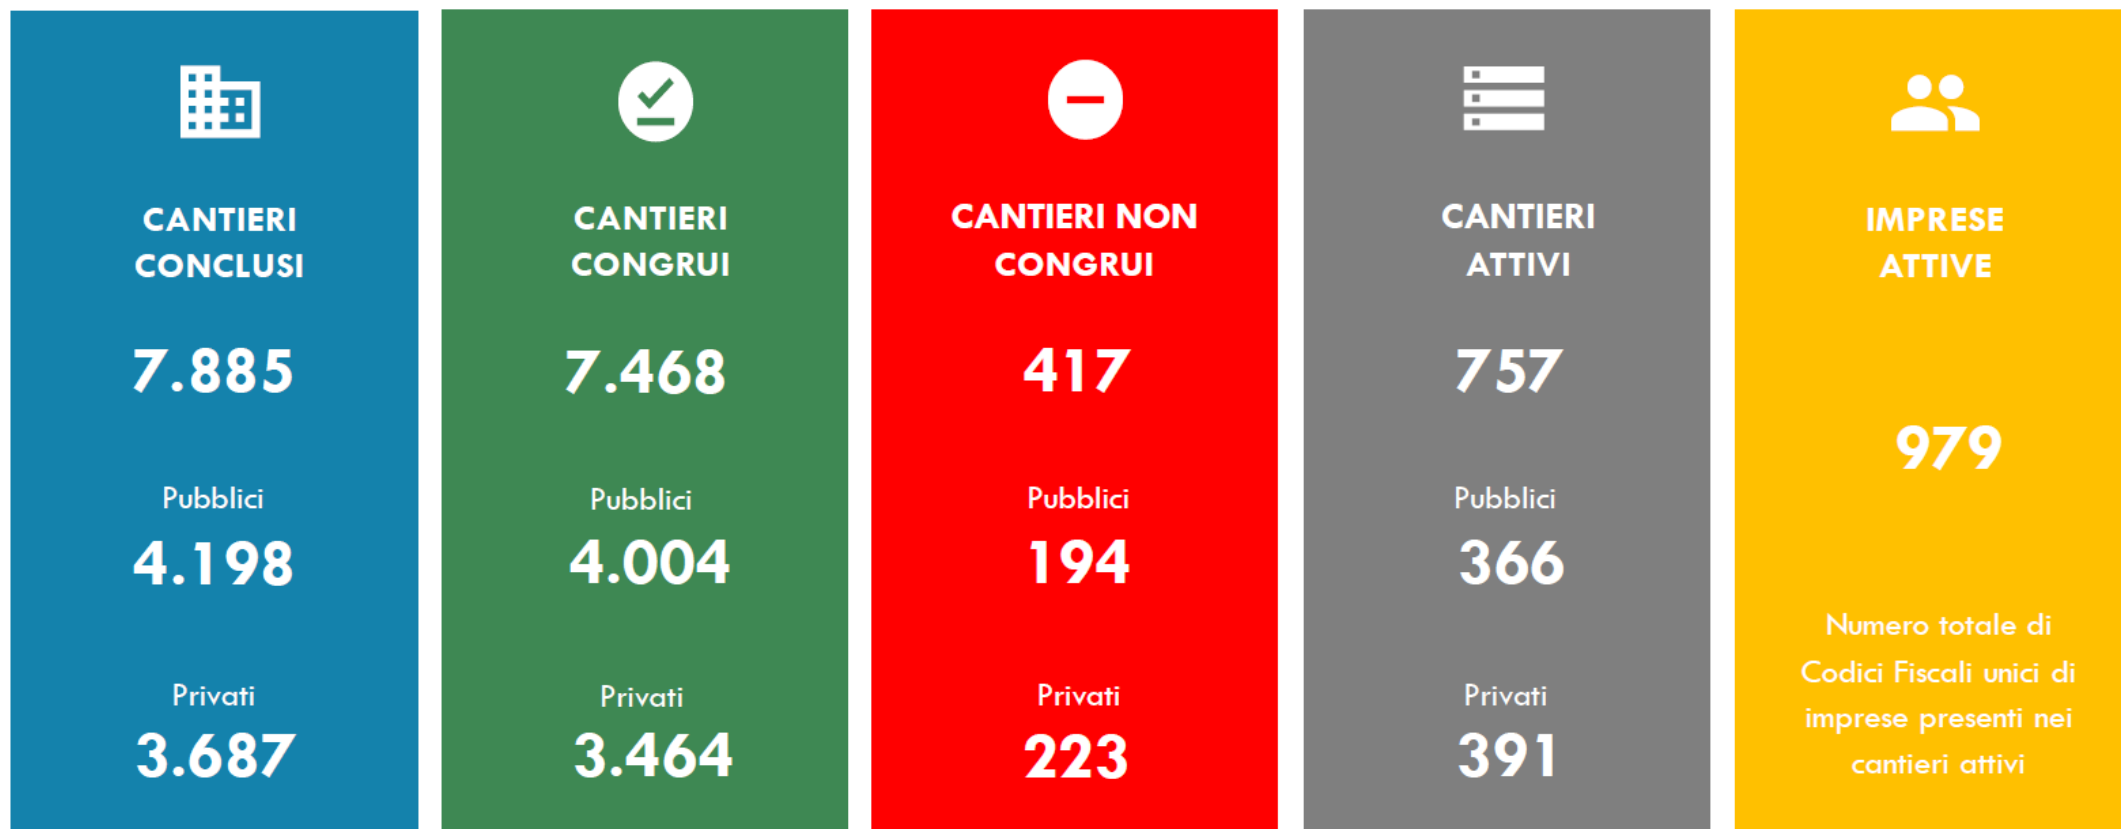 CANTIERI
CONCLUSI
7.885
Pubblici
4.198
Privati
3.687
CANTIERI
CONGRUI
7.468
Pubblici
4.004
Privati
3.464
CANTIERI NON
CONGRUI
417
Pubblici
194
Privati
223
CANTIERI
ATTIVI
757
Pubblici
366
Privati
391
IMPRESE
ATTIVE
979
Numero totale di
Codici Fiscali unici di
imprese presenti nei
cantieri attivi